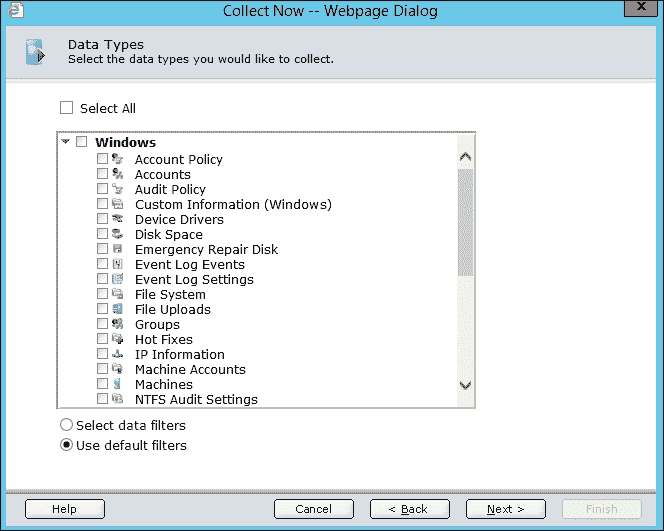 Collect Now -- Webpage Dialog
X
Data Types
Select the data types you would like to collect.
Select All
Windows
Account Policy
Accounts
Audit Policy
Custom Information (Windows)
Device Drivers
Disk Space
Emergency Repair Disk
Event Log Events
Event Log Settings
File System
File Uploads
Groups
Hot Fixes
IP Information
Machine Accounts
Machines
NTFS Audit Settings
Select data filters
Use default filters
Help Cancel < Back Next > Finish